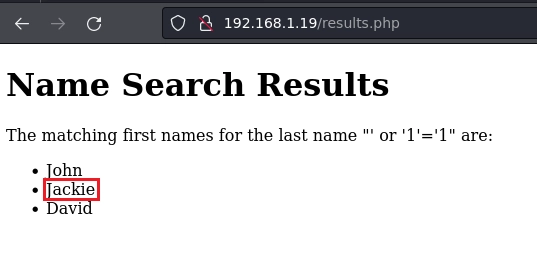 192.168.1.19/results.php
Name Search Results
The matching first names for the last name "' or '1'='1" are:
• John
• Jackie
• David